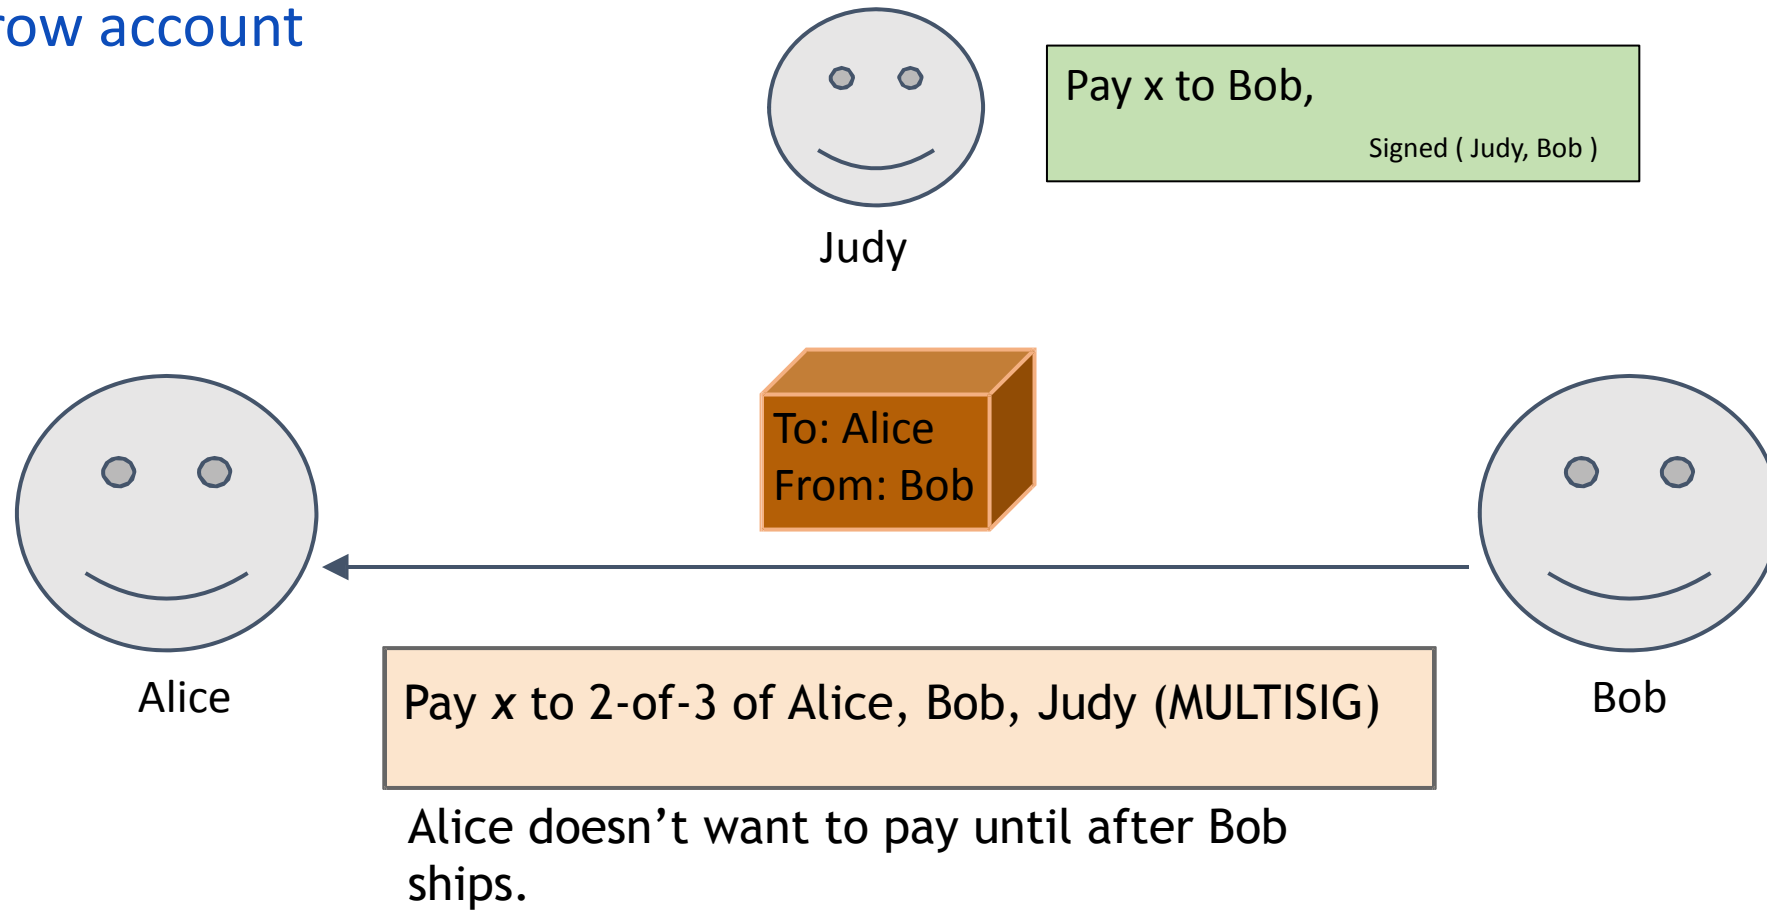 row account
Pay x to Bob,
Signed ( Judy, Bob )
Judy
To: Alice
From: Bob
Alice
Pay x to 2-of-3 of Alice, Bob, Judy (MULTISIG)
Bob
Alice doesn’t want to pay until after Bob
ships.